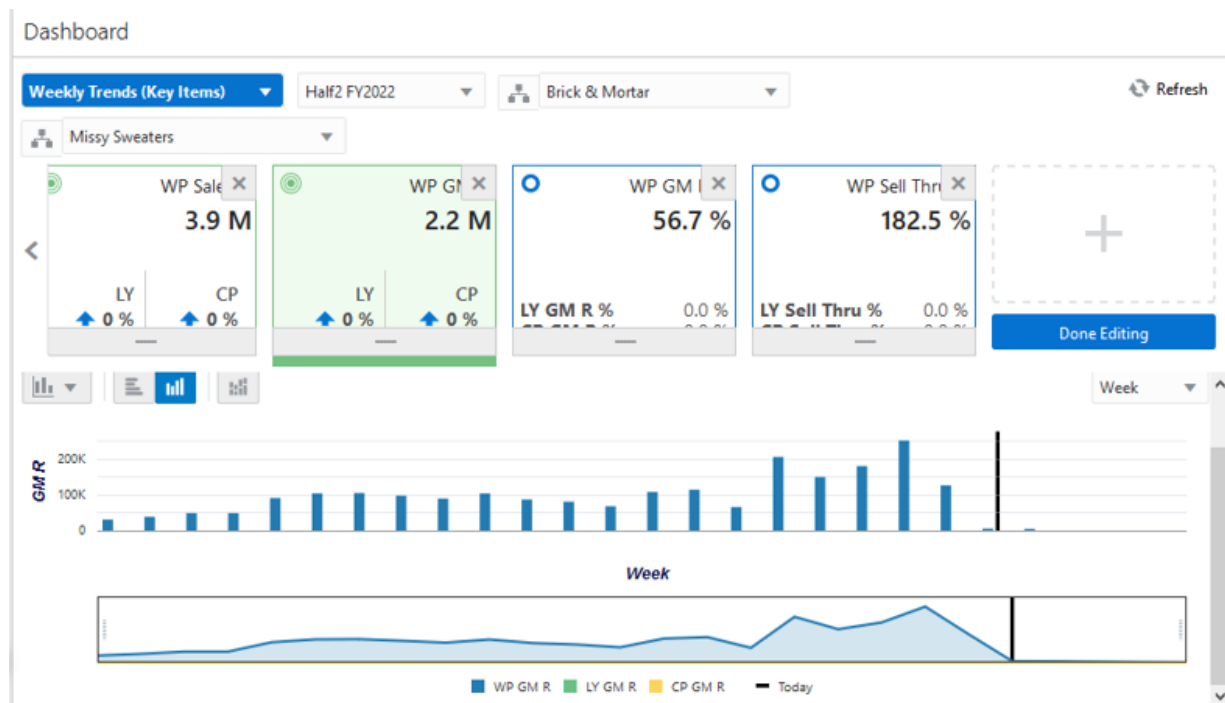 Dashboard
Weekly Trends (Key Items) Half2 FY2022 Brick & Mortar Refresh
Missy Sweaters
WP Sale WP GM WP GM WP Sell Thru
3.9 M 2.2 M 56.7 % 182.5 %
LY CP LY CP
0 % 0 % 0 % 0 % LY GM R % 0.0 % LY Sell Thru % 0.0 %
Done Editing
Week
GM R
200K
100K
0
Week
WP GM R LY GM R CP GM R Today